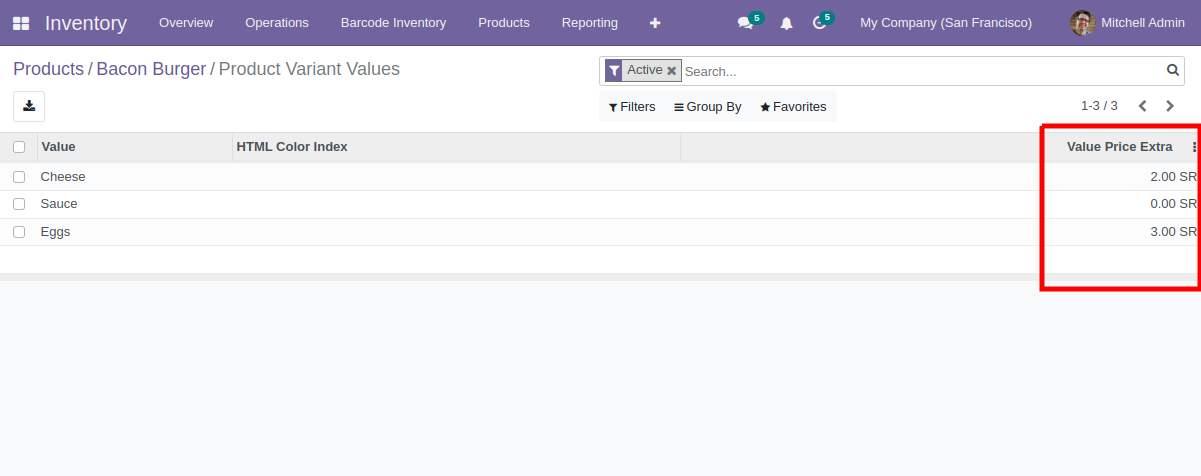 Inventory Overview Operations Barcode Inventory Products Reporting 5 5 My Company (San Francisco) Mitchell Admin
Products / Bacon Burger / Product Variant Values
Active Search...
Filters Group By Favorites 1-3 / 3
Value HTML Color Index Value Price Extra
Cheese 2.00 SR
Sauce 0.00 SR
Eggs 3.00 SR